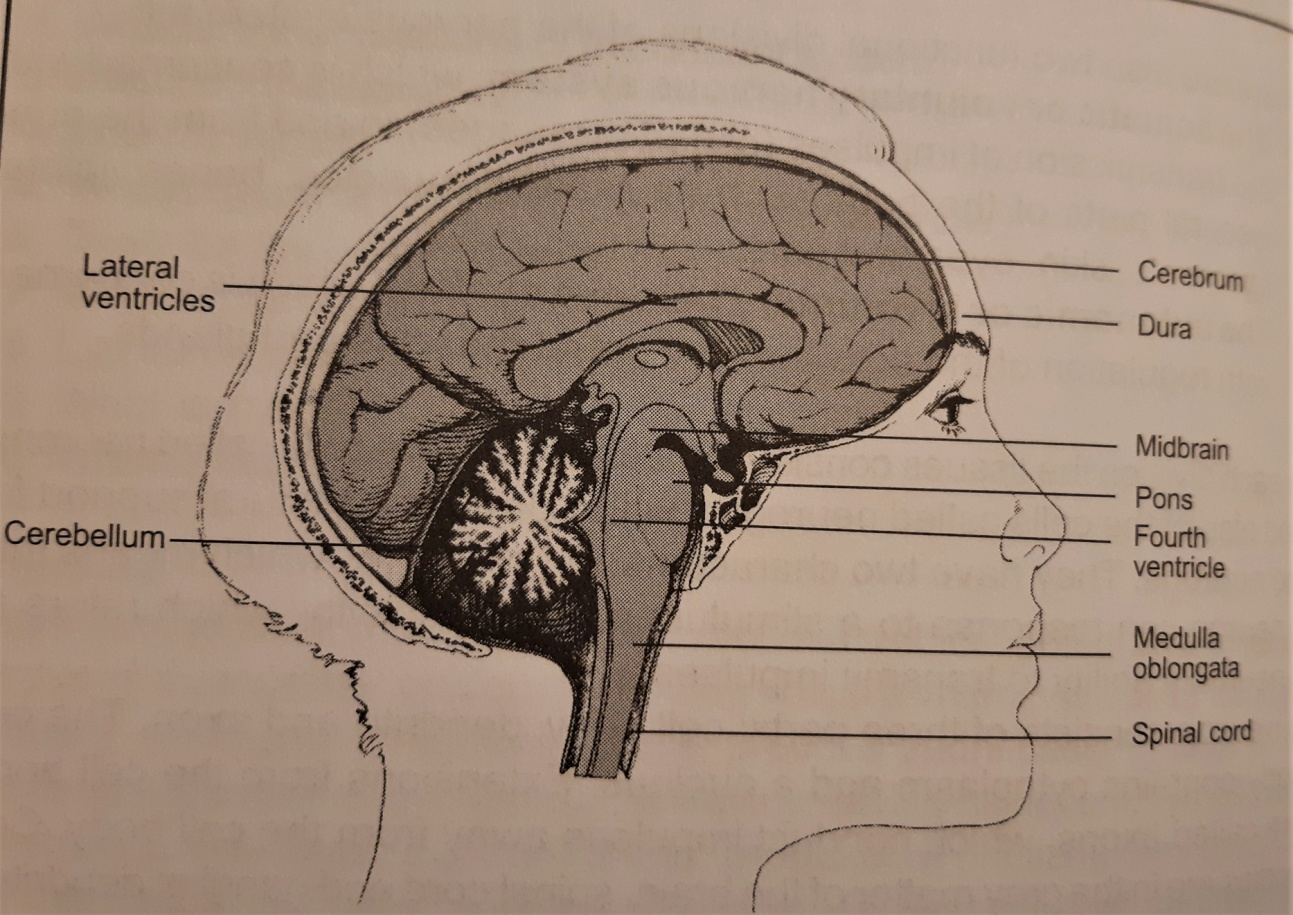 Lateral
ventricles
Cerebellum
Cerebrum
Dura
Midbrain
Pons
Fourth
ventricle
Medulla
oblongata
Spinal cord